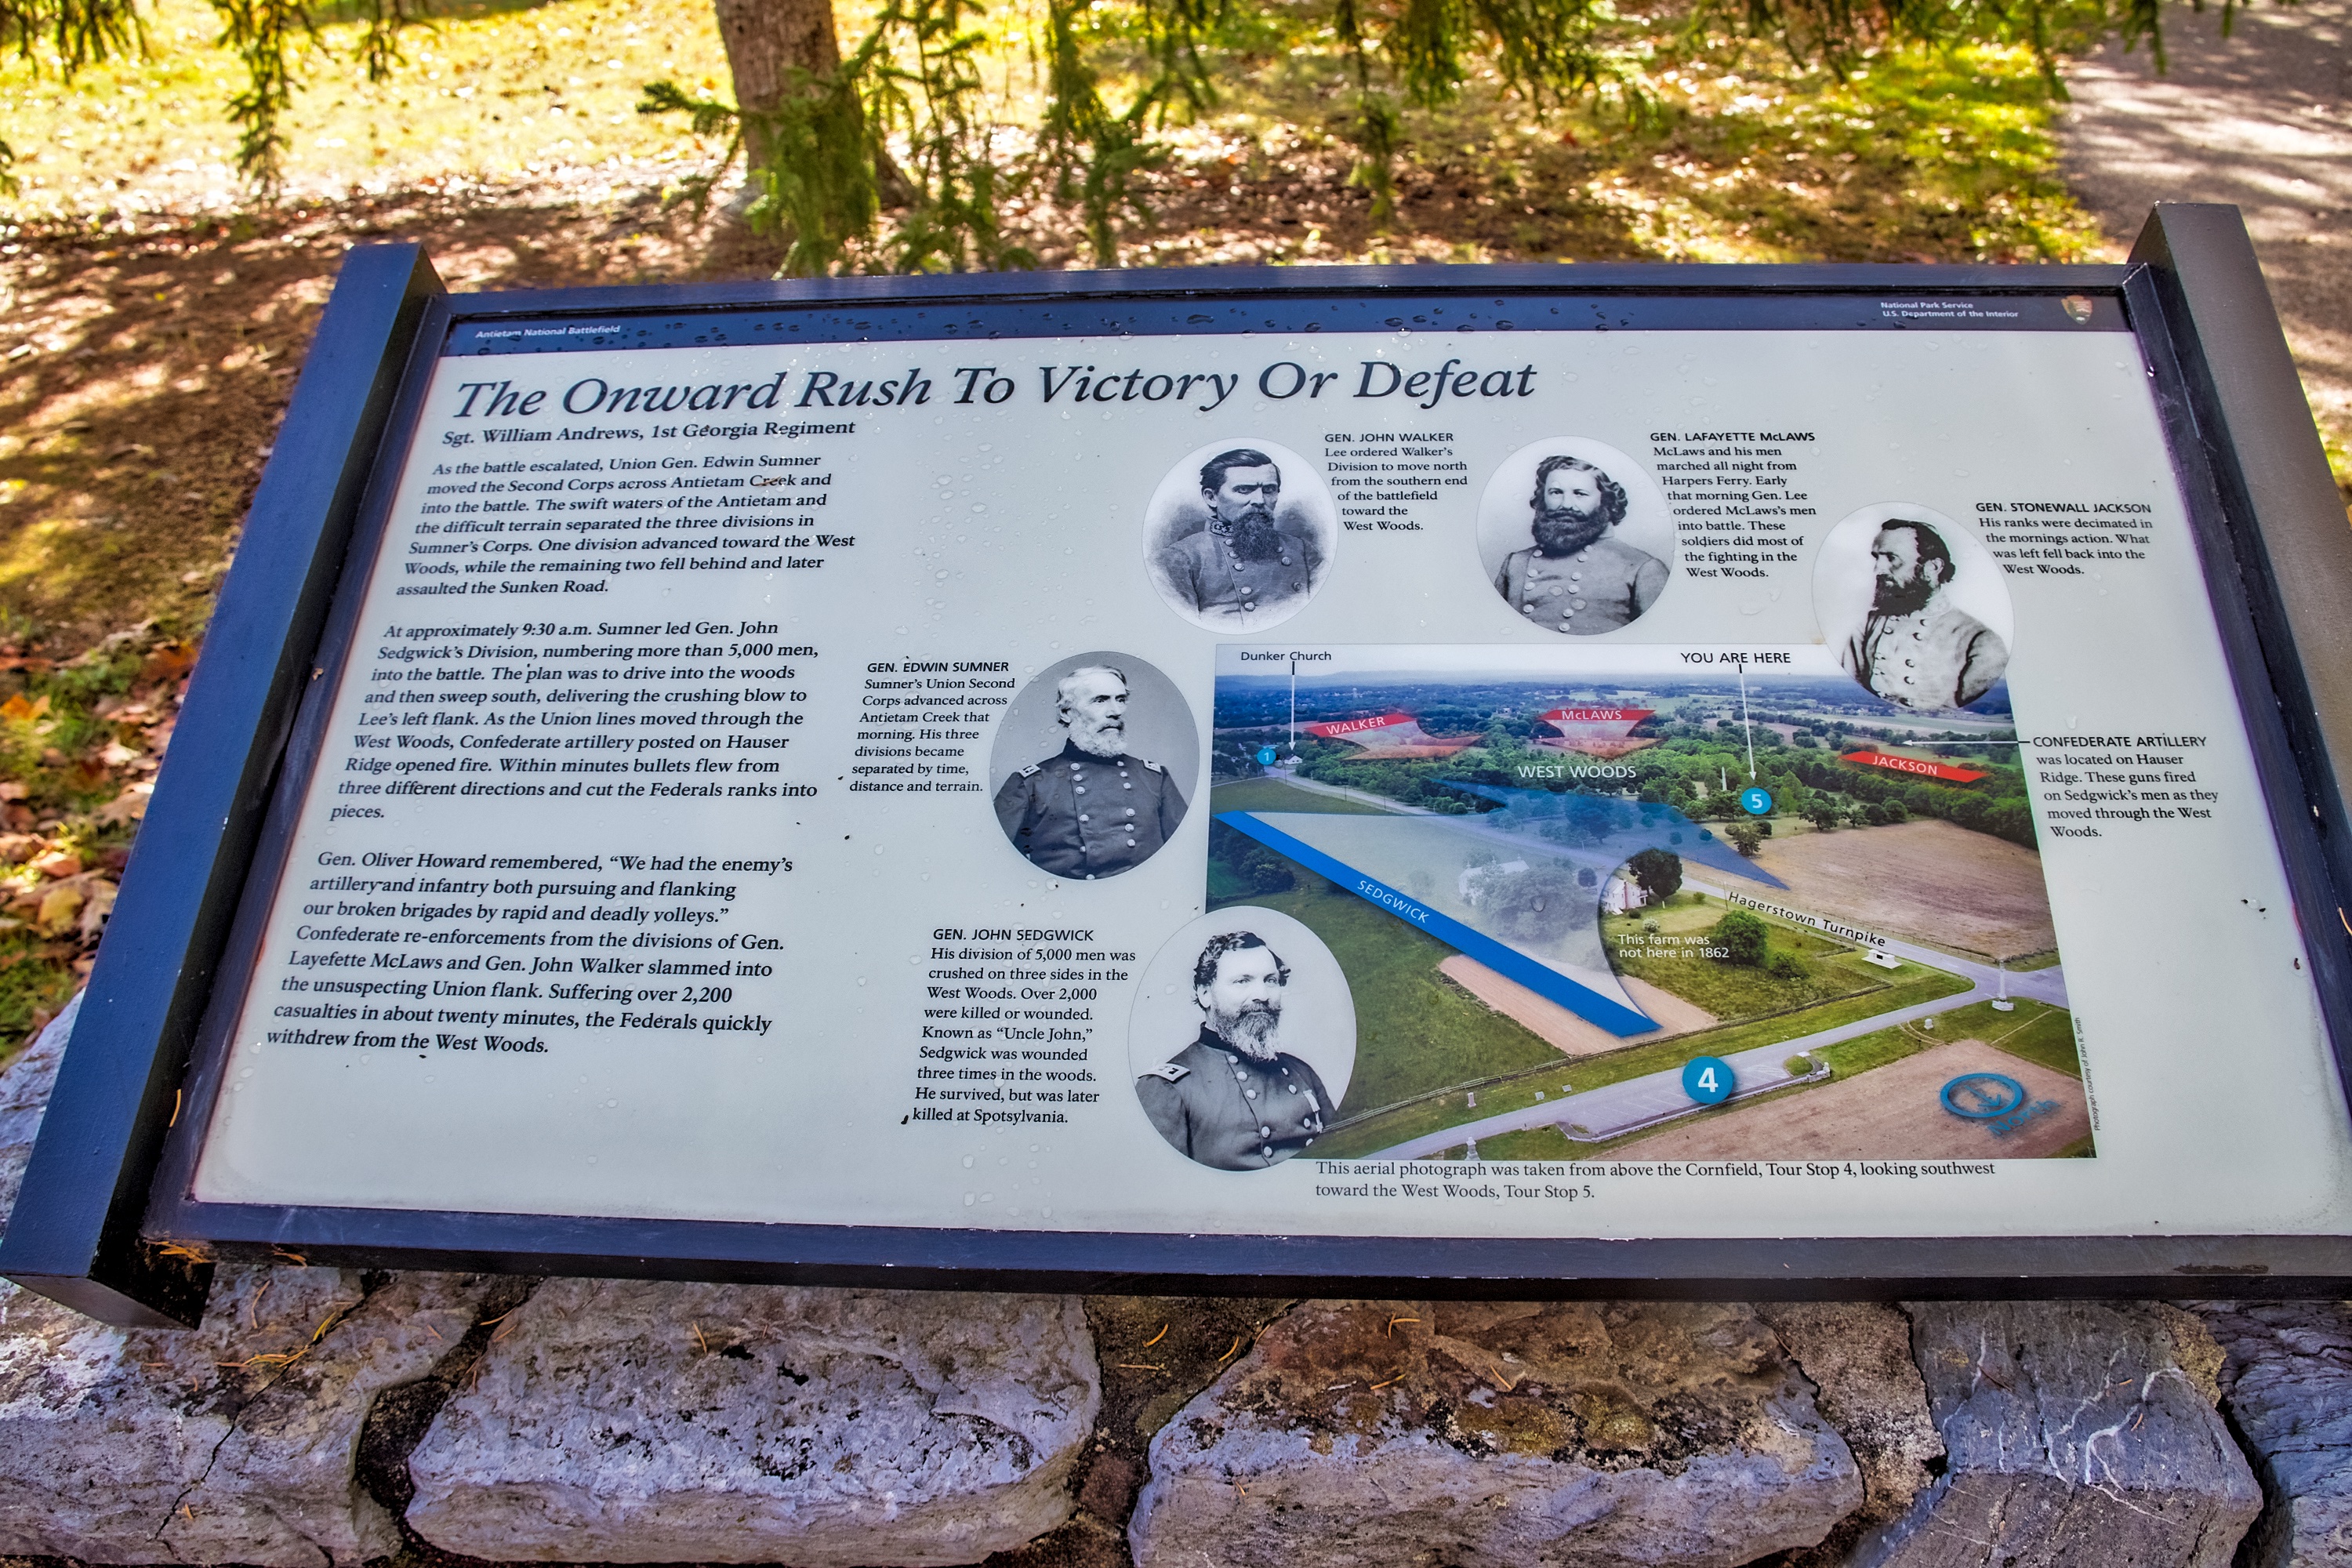 Antietam National Battlefield
National Park Service
U.S. Department of the Interior
The Onward Rush To Victory Or Defeat
Sgt. William Andrews, 1st Georgia Regiment
As the battle escalated, Union Gen. Edwin Sumner
moved the Second Corps across Antietam Creek and
into the battle. The swift waters of the Antietam and
the difficult terrain separated the three divisions in
Sumner's Corps. One division advanced toward the West
Woods, while the remaining two fell behind and later
assaulted the Sunken Road.
At approximately 9:30 a.m. Sumner led Gen. John
Sedgwick's Division, numbering more than 5,000 men,
into the battle. The plan was to drive into the woods
and then sweep south, delivering the crushing blow to
Lee's left flank. As the Union lines moved through the
West Woods, Confederate artillery posted on Hauser
Ridge opened fire. Within minutes bullets flew from
three different directions and cut the Federals ranks into
pieces.
Gen. Oliver Howard remembered, “We had the enemy's
artillery and infantry both pursuing and flanking
our broken brigades by rapid and deadly volleys.”
Confederate re-enforcements from the divisions of Gen.
Layefette McLaws and Gen. John Walker slammed into
the unsuspecting Union flank. Suffering over 2,200
casualties in about twenty minutes, the Federals quickly
withdrew from the West Woods.
GEN. JOHN WALKER
Lee ordered Walker's
Division to move north
from the southern end
of the battlefield
toward the
West Woods.
GEN. LAFAYETTE McLAWS
McLaws and his men
marched all night from
Harpers Ferry. Early
that morning Gen. Lee
ordered McLaws's men
into battle. These
soldiers did most of
the fighting in the
West Woods.
GEN. STONEWALL JACKSON
His ranks were decimated in
the mornings action. What
was left fell back into the
West Woods.
GEN. EDWIN SUMNER
Sumner's Union Second
Corps advanced across
Antietam Creek that
morning. His three
divisions became
separated by time,
distance and terrain.
GEN. JOHN SEDGWICK
His division of 5,000 men was
crushed on three sides in the
West Woods. Over 2,000
were killed or wounded.
Known as “Uncle John,”
Sedgwick was wounded
three times in the woods.
He survived, but was later
killed at Spotsylvania.
Dunker Church
YOU ARE HERE
WALKER
McLAWS
1
WEST WOODS
JACKSON
5
SEDGWICK
Hagerstown Turnpike
This farm was
not here in 1862
4
North
CONFEDERATE ARTILLERY
was located on Hauser
Ridge. These guns fired
on Sedgwick's men as they
moved through the West
Woods.
Photograph courtesy of John R. Smith
This aerial photograph was taken from above the Cornfield, Tour Stop 4, looking southwest
toward the West Woods, Tour Stop 5.